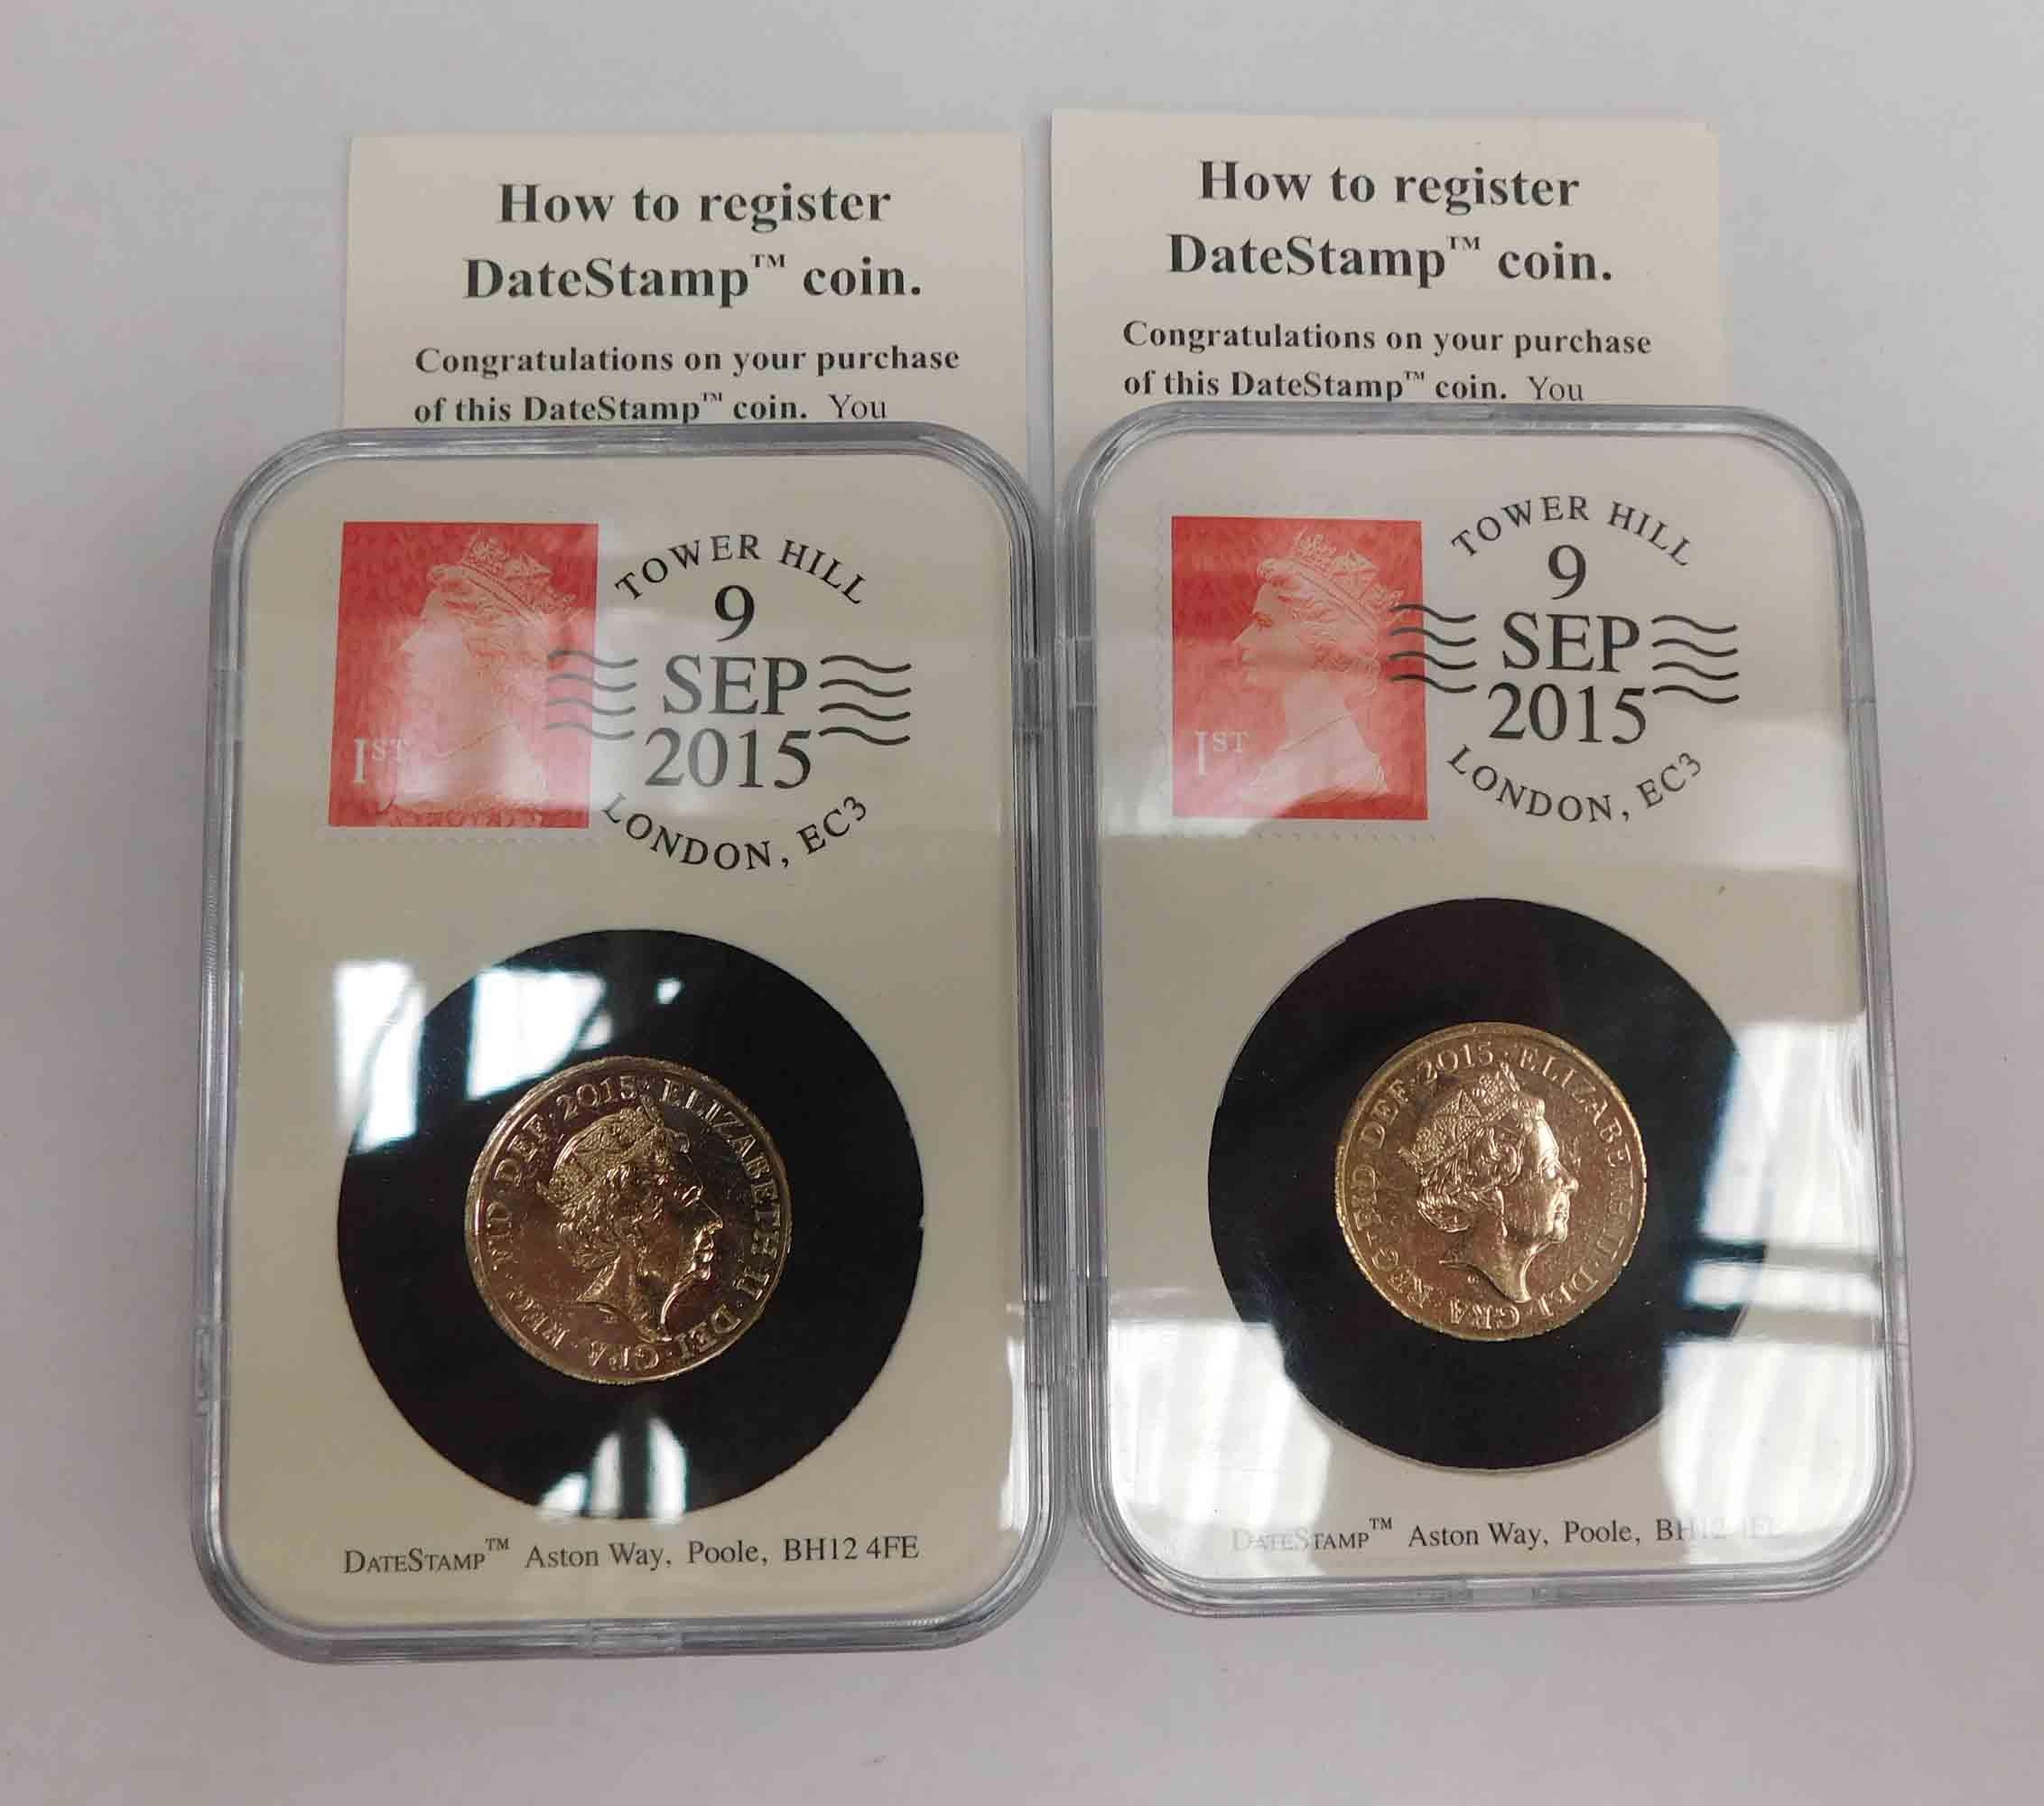 How to register
DateStamp™ coin.
Congratulations on your purchase
of this DateStamp™ coin. You
1ST
TOWER HILL
9
SEP
2015
LONDON, EC3
2015 · ELIZABETH II · DEI · GRA · REG · FID · DEF ·
DATESTAMP™ Aston Way, Poole, BH12 4FE
How to register
DateStamp™ coin.
Congratulations on your purchase
of this DateStamp™ coin. You
1ST
TOWER HILL
9
SEP
2015
LONDON, EC3
2015 · ELIZABETH II · DEI · GRA · REG · FID · DEF ·
DATESTAMP™ Aston Way, Poole,